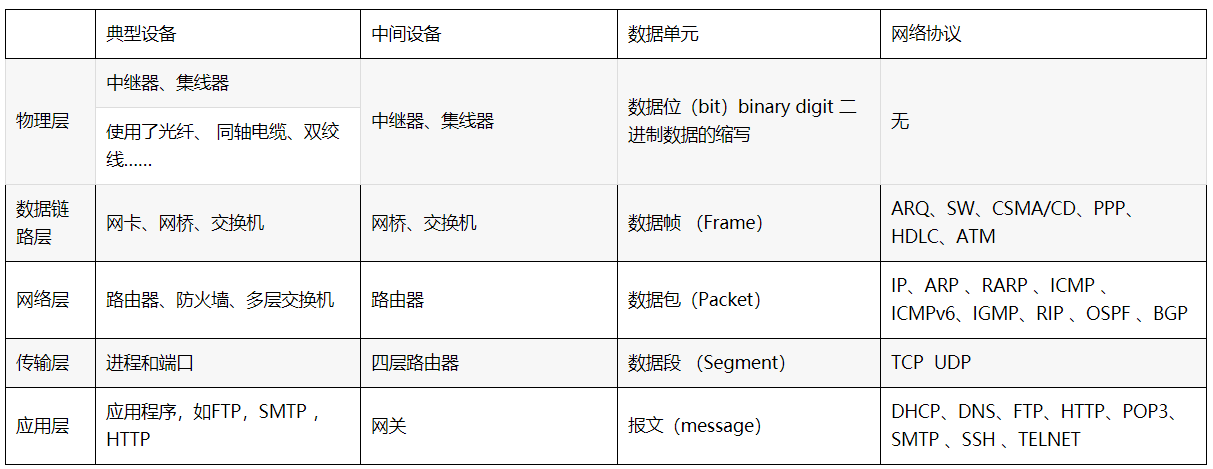 典型设备
中间设备
数据单元
网络协议
物理层
中继器、集线器
使用了光纤、 同轴电缆、双绞
线......
中继器、集线器
数据位（bit）binary digit 二
进制数据的缩写
无
数据链
路层
网卡、网桥、交换机
网桥、交换机
数据帧 （Frame）
ARQ、SW、CSMA/CD、PPP、
HDLC、ATM
网络层
路由器、防火墙、多层交换机
路由器
数据包（Packet）
IP、ARP 、RARP 、ICMP 、
ICMPv6、IGMP、RIP 、OSPF 、BGP
传输层
进程和端口
四层路由器
数据段 （Segment）
TCP  UDP
应用层
应用程序，如FTP，SMTP ，
HTTP
网关
报文（message）
DHCP、DNS、FTP、HTTP、POP3、
SMTP 、SSH 、TELNET